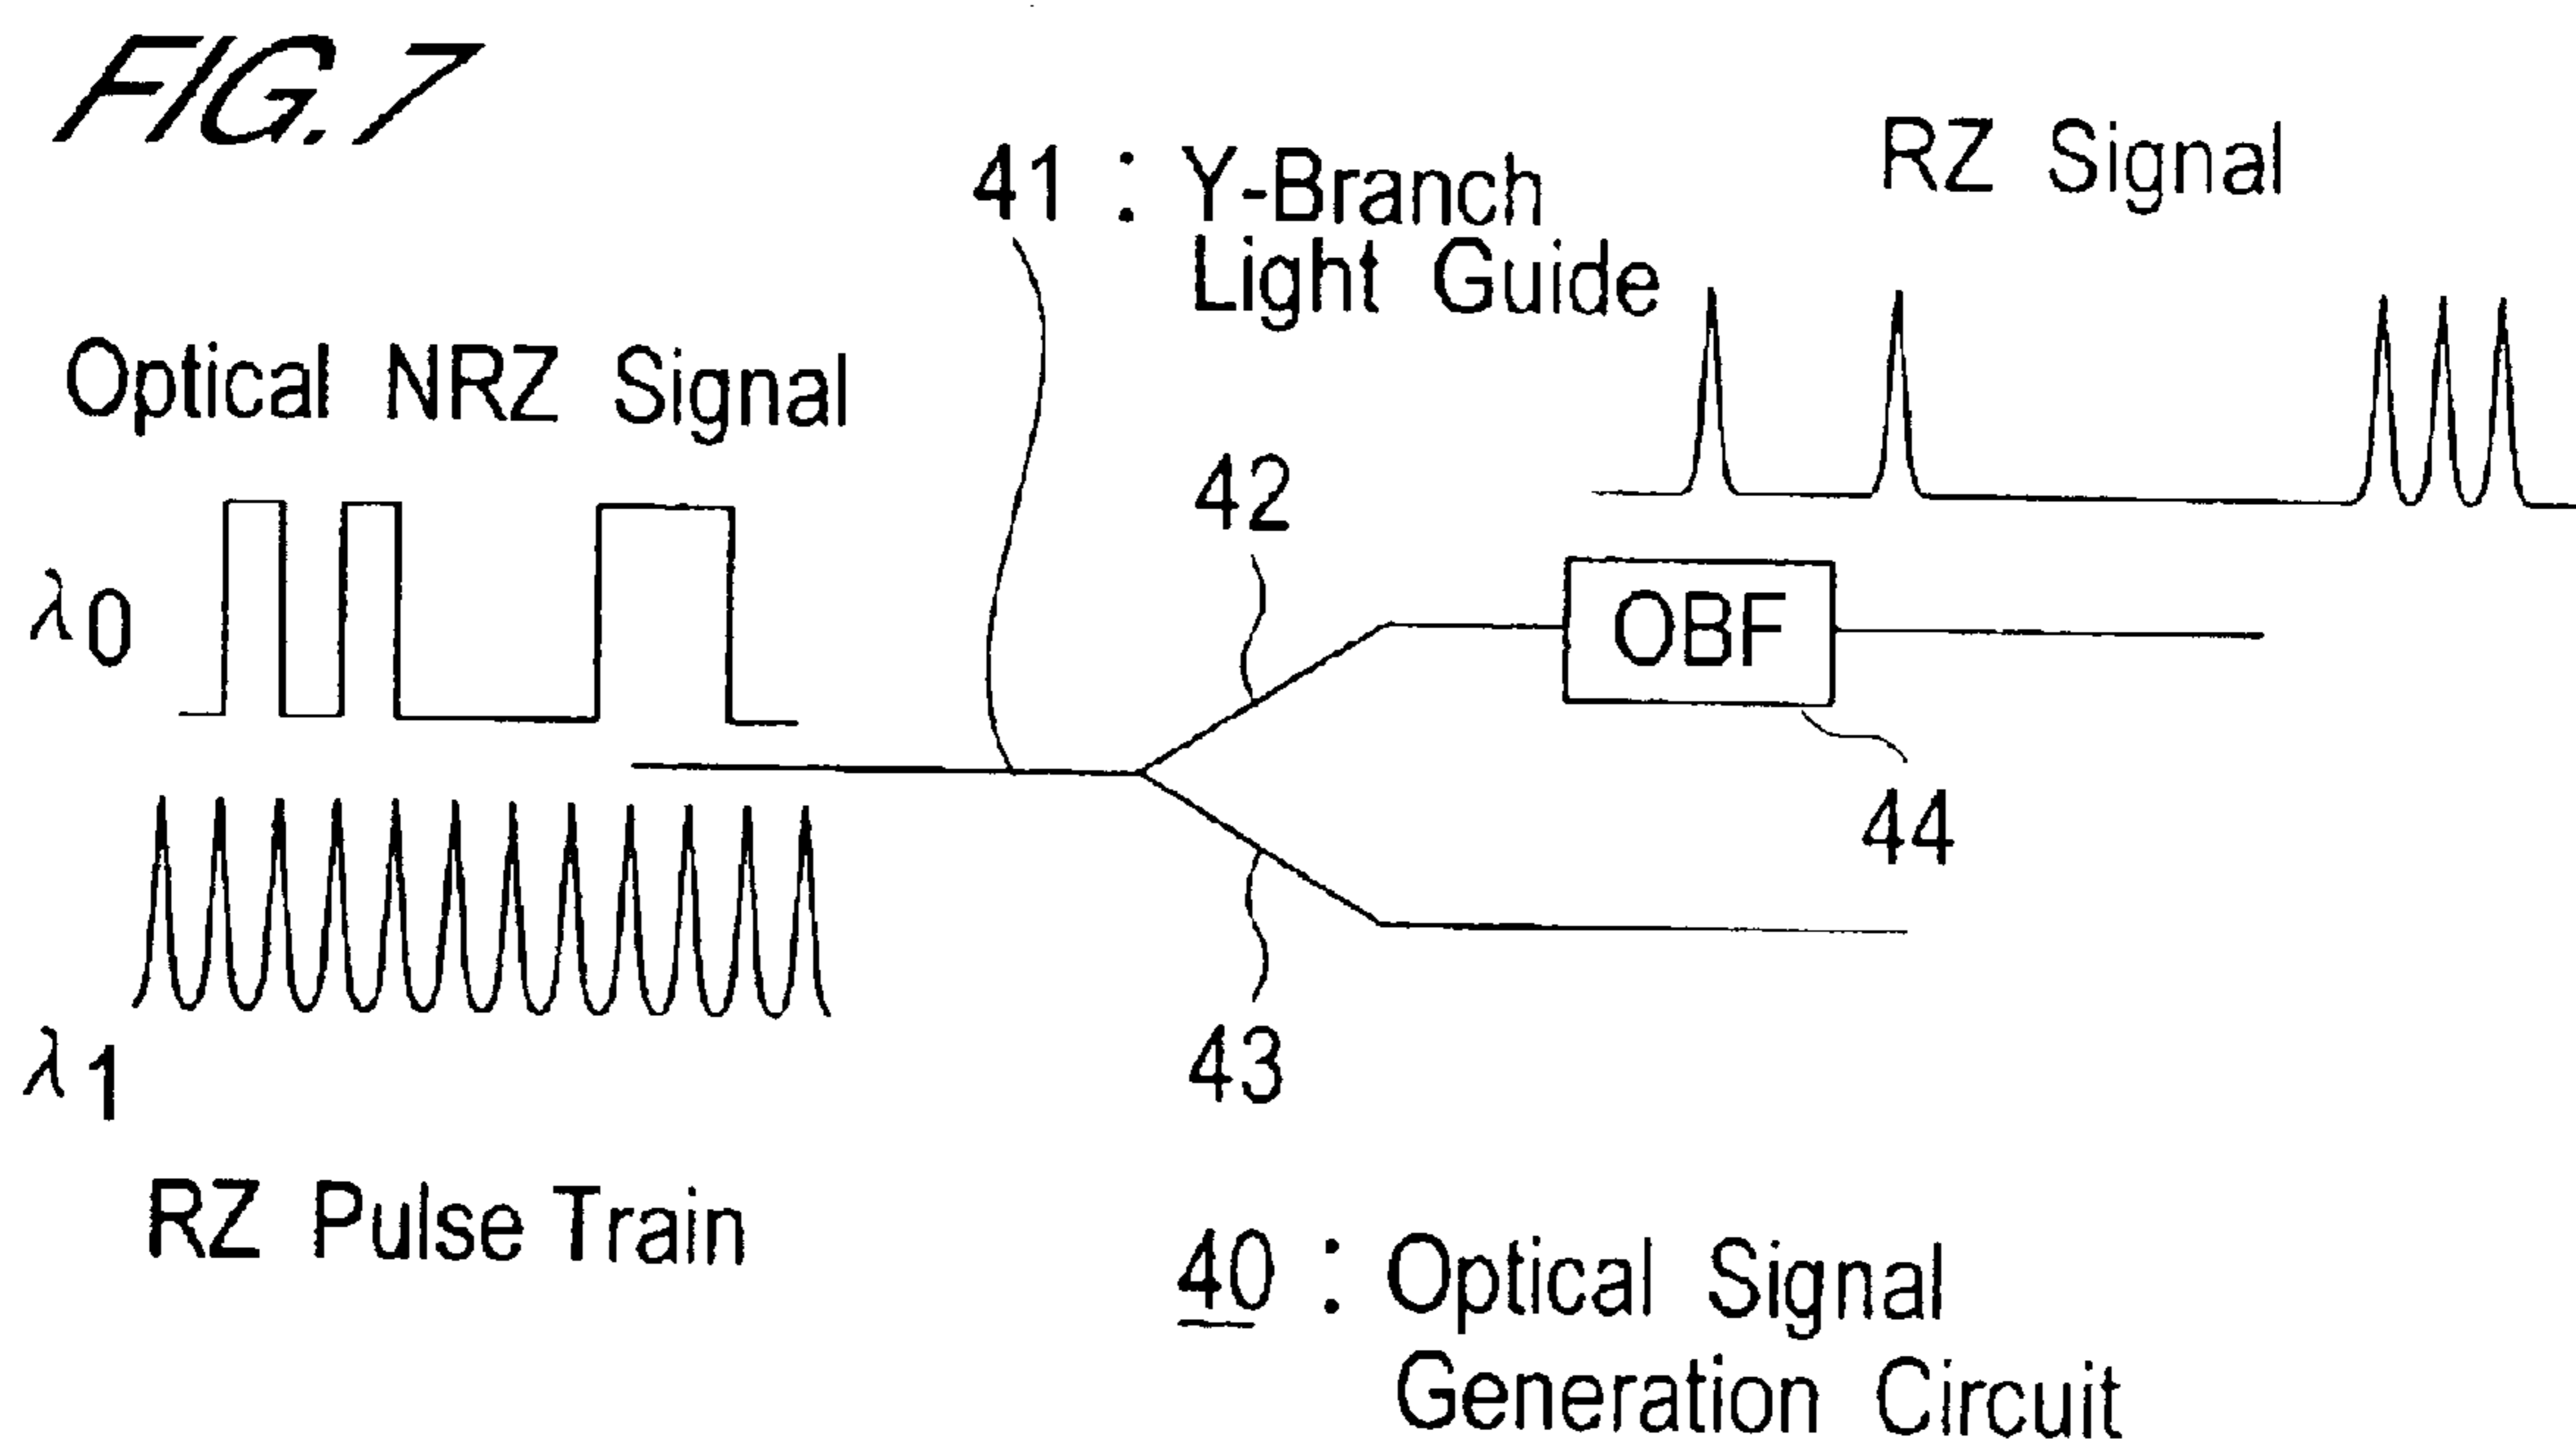 FIG. 7
41 : Y-Branch
Light Guide
RZ Signal
Optical NRZ Signal
λ0
42
OBF
44
43
λ1
RZ Pulse Train
40 : Optical Signal
Generation Circuit